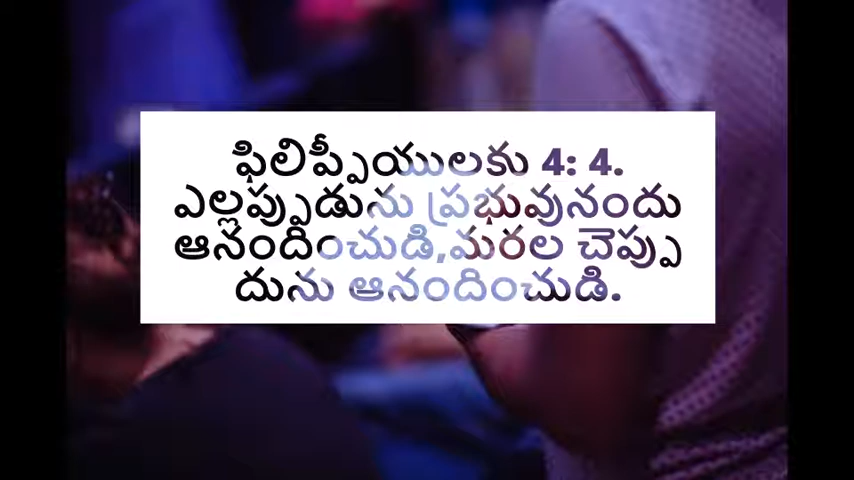 ఫిలిప్పీయులకు 4: 4.
ఎల్లప్పుడును ప్రభువునందు
ఆనందించుడి,మరల చెప్పు
దును ఆనందించుడి.